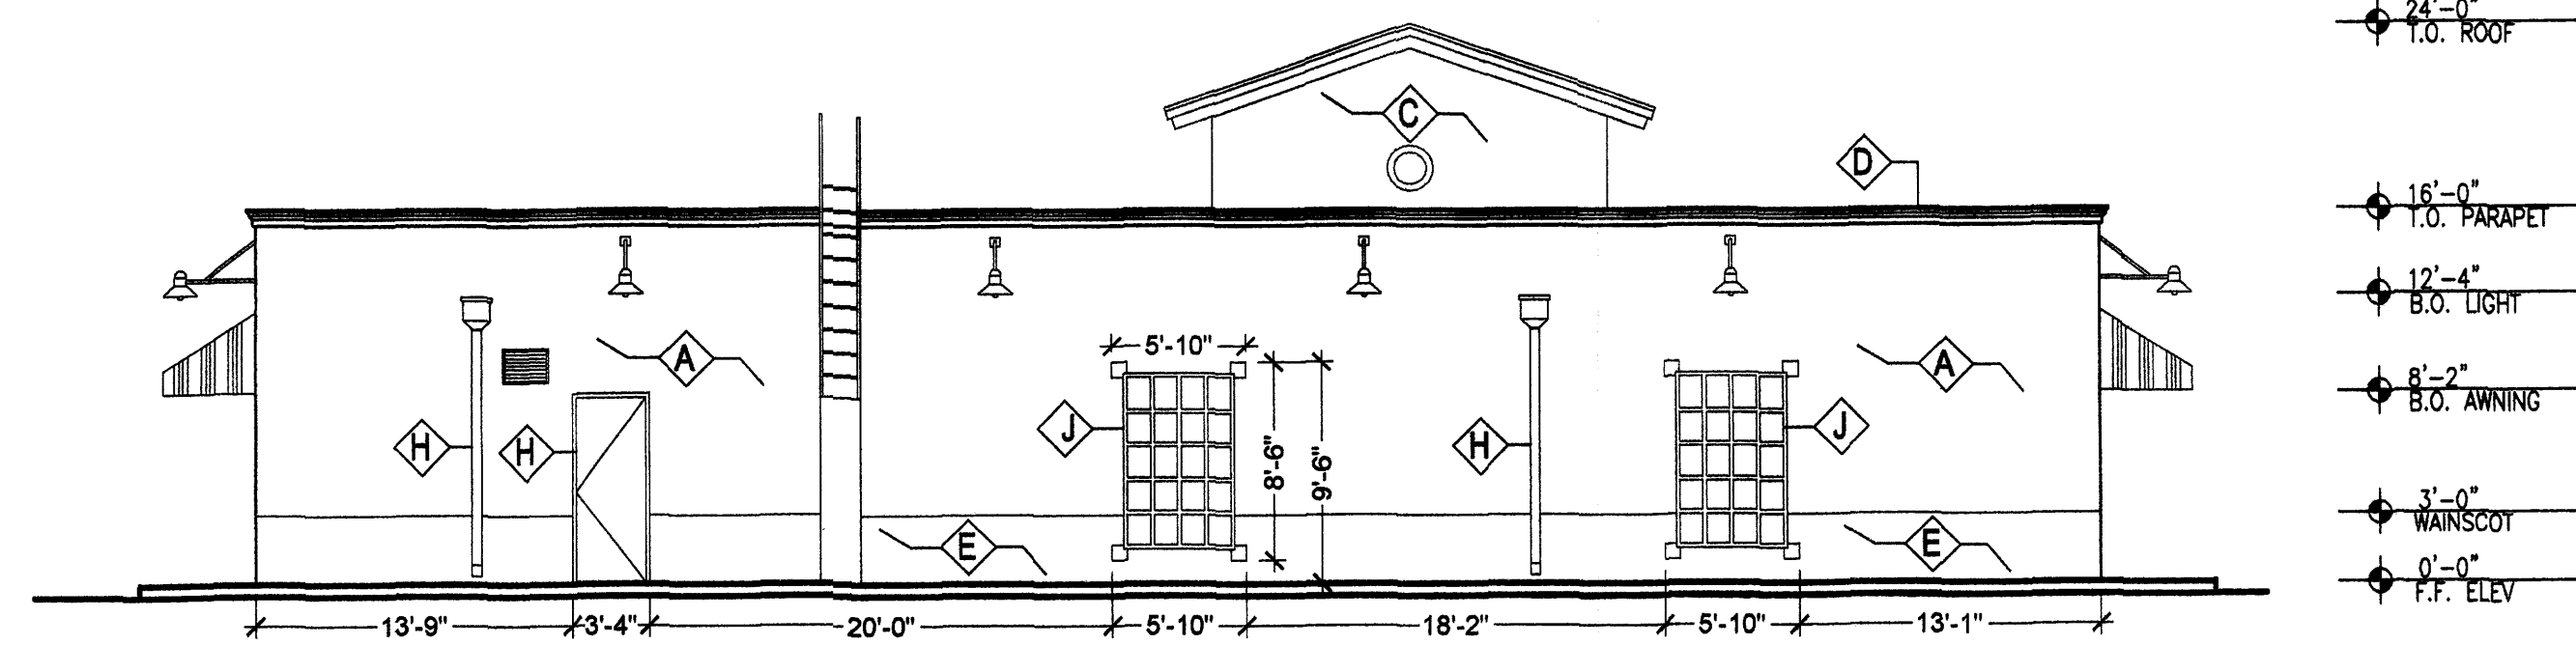 24'-0"
T.O. ROOF
C
D
16'-0"
T.O. PARAPET
12'-4"
B.O. LIGHT
5'-10"
A
A
8'-2"
B.O. AWNING
J
J
H
H
H
8'-6"
9'-6"
3'-0"
WAINSCOT
E
E
0'-0"
F.F. ELEV
13'-9" 3'-4" 20'-0" 5'-10" 18'-2" 5'-10" 13'-1"